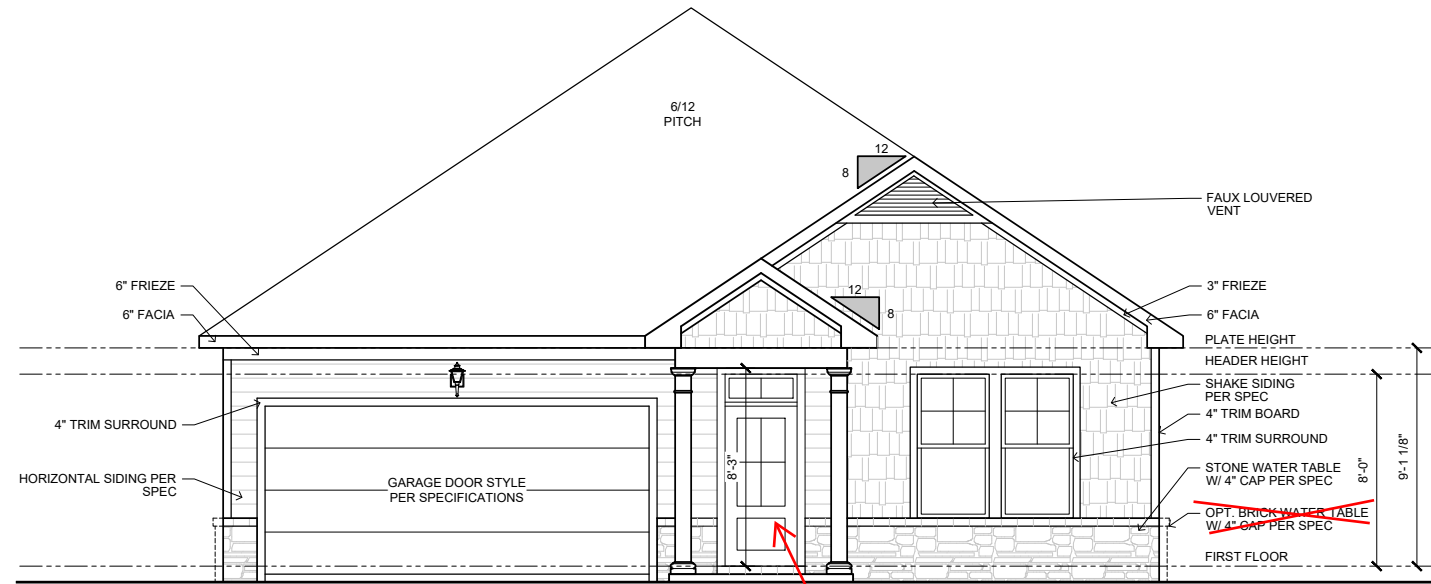 6/12
PITCH
12
8
FAUX LOUVERED
VENT
6" FRIEZE
6" FACIA
12
8
3" FRIEZE
6" FACIA
PLATE HEIGHT
HEADER HEIGHT
SHAKE SIDING
PER SPEC
4" TRIM BOARD
4" TRIM SURROUND
4" TRIM SURROUND
HORIZONTAL SIDING PER
SPEC
GARAGE DOOR STYLE
PER SPECIFICATIONS
8'-3"
8'-0"
9'-1 1/8"
STONE WATER TABLE
W/ 4" CAP PER SPEC
OPT. BRICK WATER TABLE
W/ 4" CAP PER SPEC
FIRST FLOOR